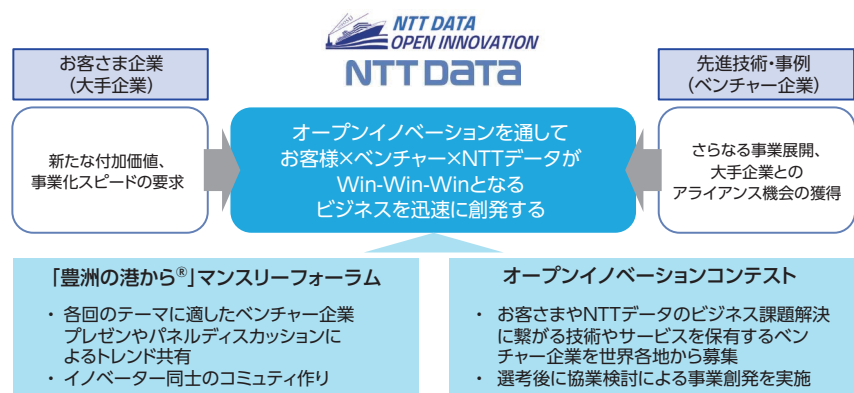 NTT DATA
OPEN INNOVATION
NTT DATA
お客さま企業
(大手企業)
新たな付加価値、
事業化スピードの要求
オープンイノベーションを通して
お客様×ベンチャー×NTTデータが
Win-Win-Winとなる
ビジネスを迅速に創発する
先進技術・事例
(ベンチャー企業)
さらなる事業展開、
大手企業との
アライアンス機会の獲得
「豊洲の港から®」マンスリーフォーラム
・ 各回のテーマに適したベンチャー企業
プレゼンやパネルディスカッションに
よるトレンド共有
・ イノベーター同士のコミュティ作り
オープンイノベーションコンテスト
・ お客さまやNTTデータのビジネス課題解決
に繋がる技術やサービスを保有するベン
チャー企業を世界各地から募集
・ 選考後に協業検討による事業創発を実施